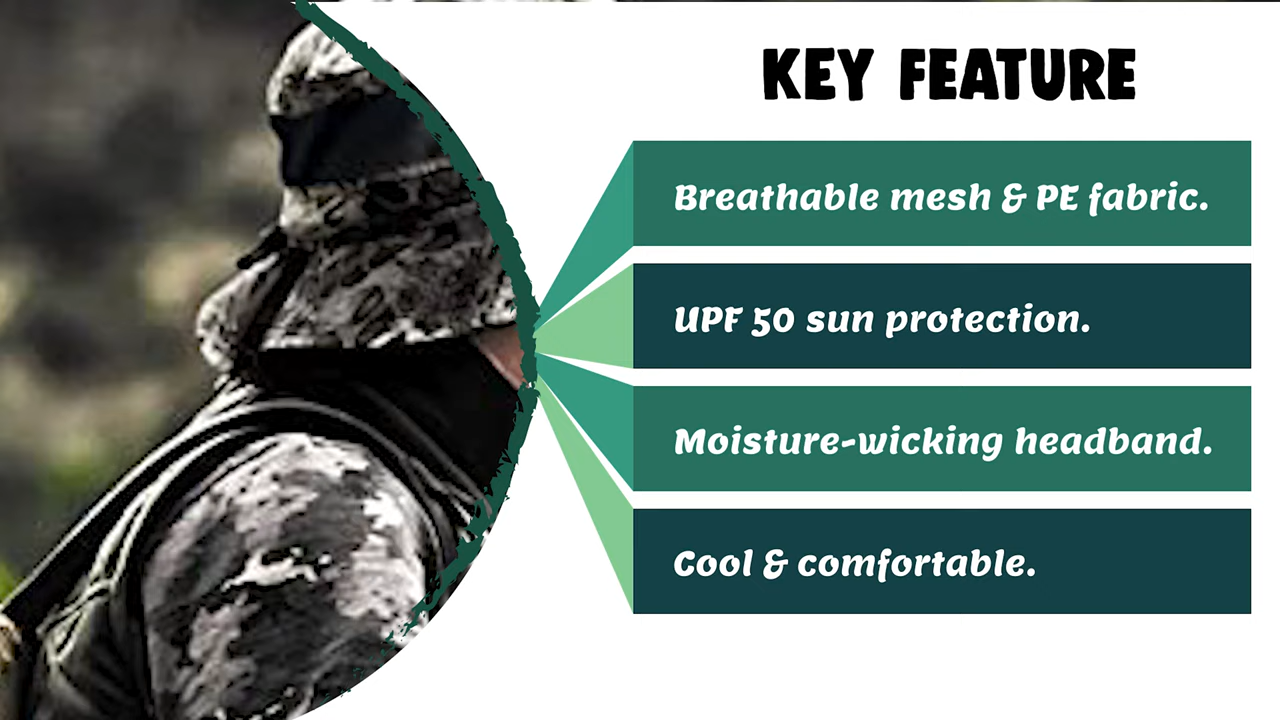 KEY FEATURE
Breathable mesh & PE fabric.
UPF 50 sun protection.
Moisture-wicking headband.
Cool & comfortable.